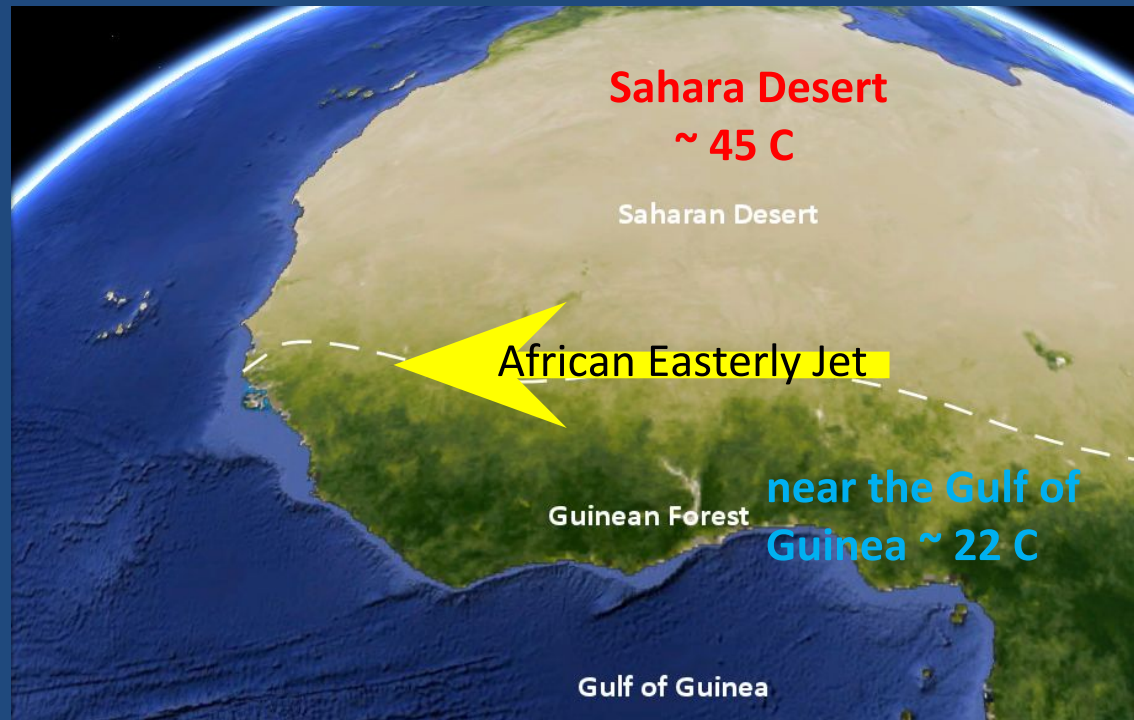 Sahara Desert
~ 45 C
Saharan Desert
African Easterly Jet
near the Gulf of
Guinea ~ 22 C
Guinean Forest
Gulf of Guinea